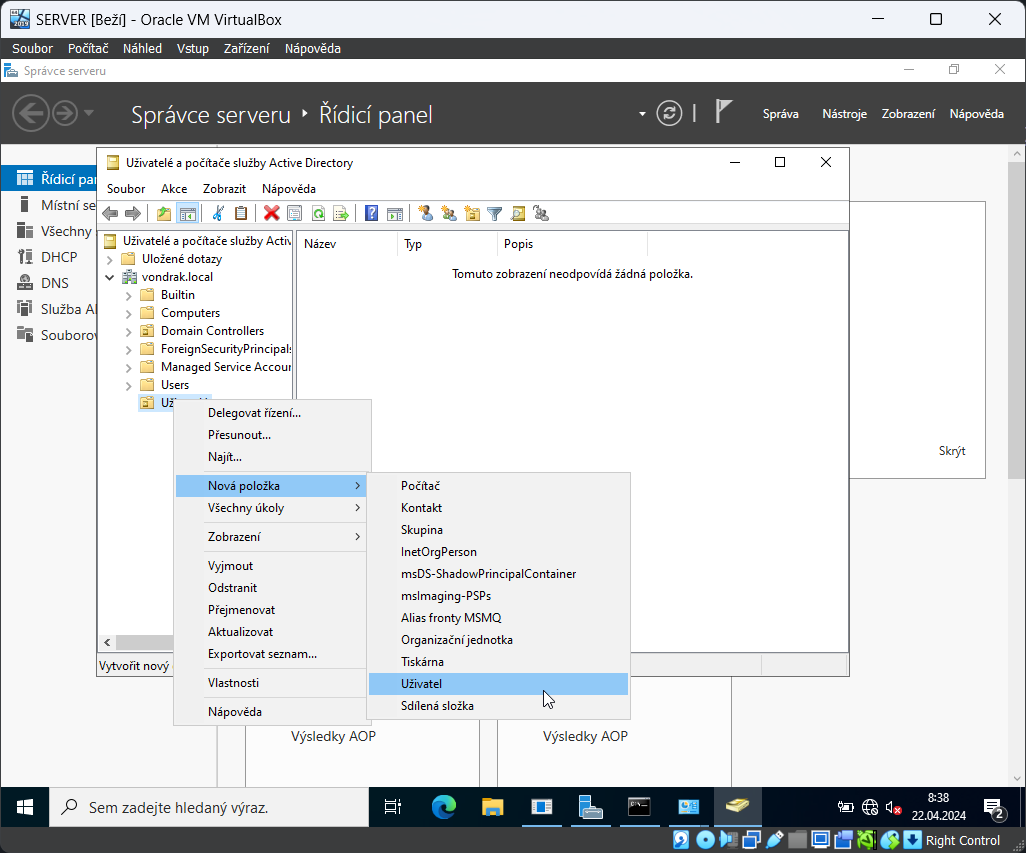 SERVER [Beží] - Oracle VM VirtualBox
Soubor Počítač Náhled Vstup Zařízení Nápověda
Správce serveru
Správce serveru Řídicí panel
Správa Nástroje Zobrazení Nápověda
Řídicí pan
Místní se
Všechny
DHCP
DNS
Služba A
Souborov
Uživatelé a počítače služby Active Directory
Soubor Akce Zobrazit Nápověda
Uživatelé a počítače služby Activ
Uložené dotazy
vondrak.local
Builtin
Computers
Domain Controllers
ForeignSecurityPrincipals
Managed Service Accoun
Users
Název Typ Popis
Tomuto zobrazení neodpovídá žádná položka.
Vytvořit nový
Delegovat řízení...
Přesunout...
Najít...
Nová položka
Všechny úkoly
Zobrazení
Vyjmout
Odstranit
Přejmenovat
Aktualizovat
Exportovat seznam...
Vlastnosti
Nápověda
Počítač
Kontakt
Skupina
InetOrgPerson
msDS-ShadowPrincipalContainer
msImaging-PSPs
Alias fronty MSMQ
Organizační jednotka
Tiskárna
Uživatel
Sdílená složka
Skrýt
Výsledky AOP Výsledky AOP
Sem zadejte hledaný výraz.
8:38
22.04.2024
2
Right Control